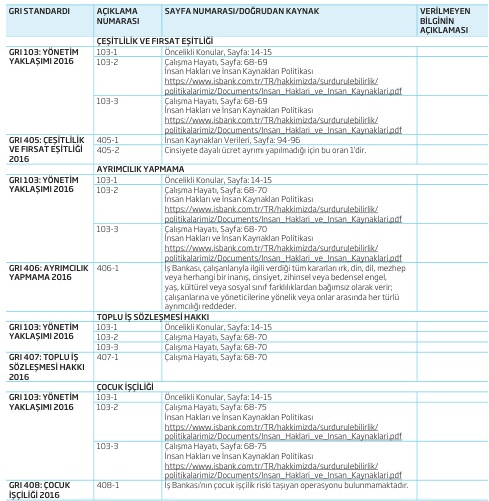 GRI STANDARDI
AÇIKLAMA NUMARASI
SAYFA NUMARASI/DOĞRUDAN KAYNAK
VERİLMEYEN BİLGİNİN AÇIKLAMASI
ÇEŞİTLİLİK VE FIRSAT EŞİTLİĞİ
GRI 103: YÖNETİM YAKLAŞIMI 2016
103-1
Öncelikli Konular, Sayfa: 14-15
103-2
Çalışma Hayatı, Sayfa: 68-69
İnsan Hakları ve İnsan Kaynakları Politikası
https://www.isbank.com.tr/TR/hakkimizda/surdurulebilirlik/
politikalarimiz/Documents/Insan_Haklari_ve_Insan_Kaynaklari.pdf
103-3
Çalışma Hayatı, Sayfa: 68-69
İnsan Hakları ve İnsan Kaynakları Politikası
https://www.isbank.com.tr/TR/hakkimizda/surdurulebilirlik/
politikalarimiz/Documents/Insan_Haklari_ve_Insan_Kaynaklari.pdf
GRI 405: ÇEŞİTLİLİK VE FIRSAT EŞİTLİĞİ 2016
405-1
İnsan Kaynakları Verileri, Sayfa: 94-96
405-2
Cinsiyete dayalı ücret ayrımı yapılmadığı için bu oran 1'dir.
AYRIMCILIK YAPMAMA
GRI 103: YÖNETİM YAKLAŞIMI 2016
103-1
Öncelikli Konular, Sayfa: 14-15
103-2
Çalışma Hayatı, Sayfa: 68-70
İnsan Hakları ve İnsan Kaynakları Politikası
https://www.isbank.com.tr/TR/hakkimizda/surdurulebilirlik/
politikalarimiz/Documents/Insan_Haklari_ve_Insan_Kaynaklari.pdf
103-3
Çalışma Hayatı, Sayfa: 68-70
İnsan Hakları ve İnsan Kaynakları Politikası
https://www.isbank.com.tr/TR/hakkimizda/surdurulebilirlik/
politikalarimiz/Documents/Insan_Haklari_ve_Insan_Kaynaklari.pdf
GRI 406: AYRIMCILIK YAPMAMA 2016
406-1
İş Bankası, çalışanlarıyla ilgili verdiği tüm kararları ırk, din, dil, mezhep
veya herhangi bir inanış, cinsiyet, zihinsel veya bedensel engel,
yaş, kültürel veya sosyal sınıf farklılıklardan bağımsız olarak verir;
çalışanlarına ve yöneticilerine yönelik veya onlar arasında her türlü
ayrımcılığı reddeder.
TOPLU İŞ SÖZLEŞMESİ HAKKI
GRI 103: YÖNETİM YAKLAŞIMI 2016
103-1
Öncelikli Konular, Sayfa: 14-15
103-2
Çalışma Hayatı, Sayfa: 68-70
103-3
Çalışma Hayatı, Sayfa: 68-70
GRI 407: TOPLU İŞ SÖZLEŞMESİ HAKKI 2016
407-1
Çalışma Hayatı, Sayfa: 68-70
ÇOCUK İŞÇİLİĞİ
GRI 103: YÖNETİM YAKLAŞIMI 2016
103-1
Öncelikli Konular, Sayfa: 14-15
103-2
Çalışma Hayatı, Sayfa: 68-75
İnsan Hakları ve İnsan Kaynakları Politikası
https://www.isbank.com.tr/TR/hakkimizda/surdurulebilirlik/
politikalarimiz/Documents/Insan_Haklari_ve_Insan_Kaynaklari.pdf
103-3
Çalışma Hayatı, Sayfa: 68-75
İnsan Hakları ve İnsan Kaynakları Politikası
https://www.isbank.com.tr/TR/hakkimizda/surdurulebilirlik/
politikalarimiz/Documents/Insan_Haklari_ve_Insan_Kaynaklari.pdf
GRI 408: ÇOCUK İŞÇİLİĞİ 2016
408-1
İş Bankası'nın çocuk işçilik riski taşıyan operasyonu bulunmamaktadır.